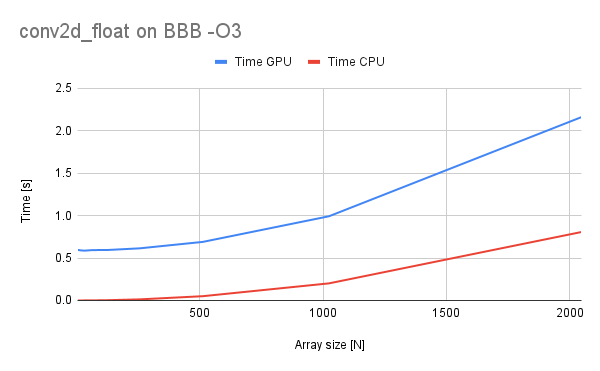 conv2d_float on BBB -O3
Time GPU Time CPU
2.5
2.0
1.5
1.0
0.5
0.0
Time [s]
500 1000 1500 2000
Array size [N]